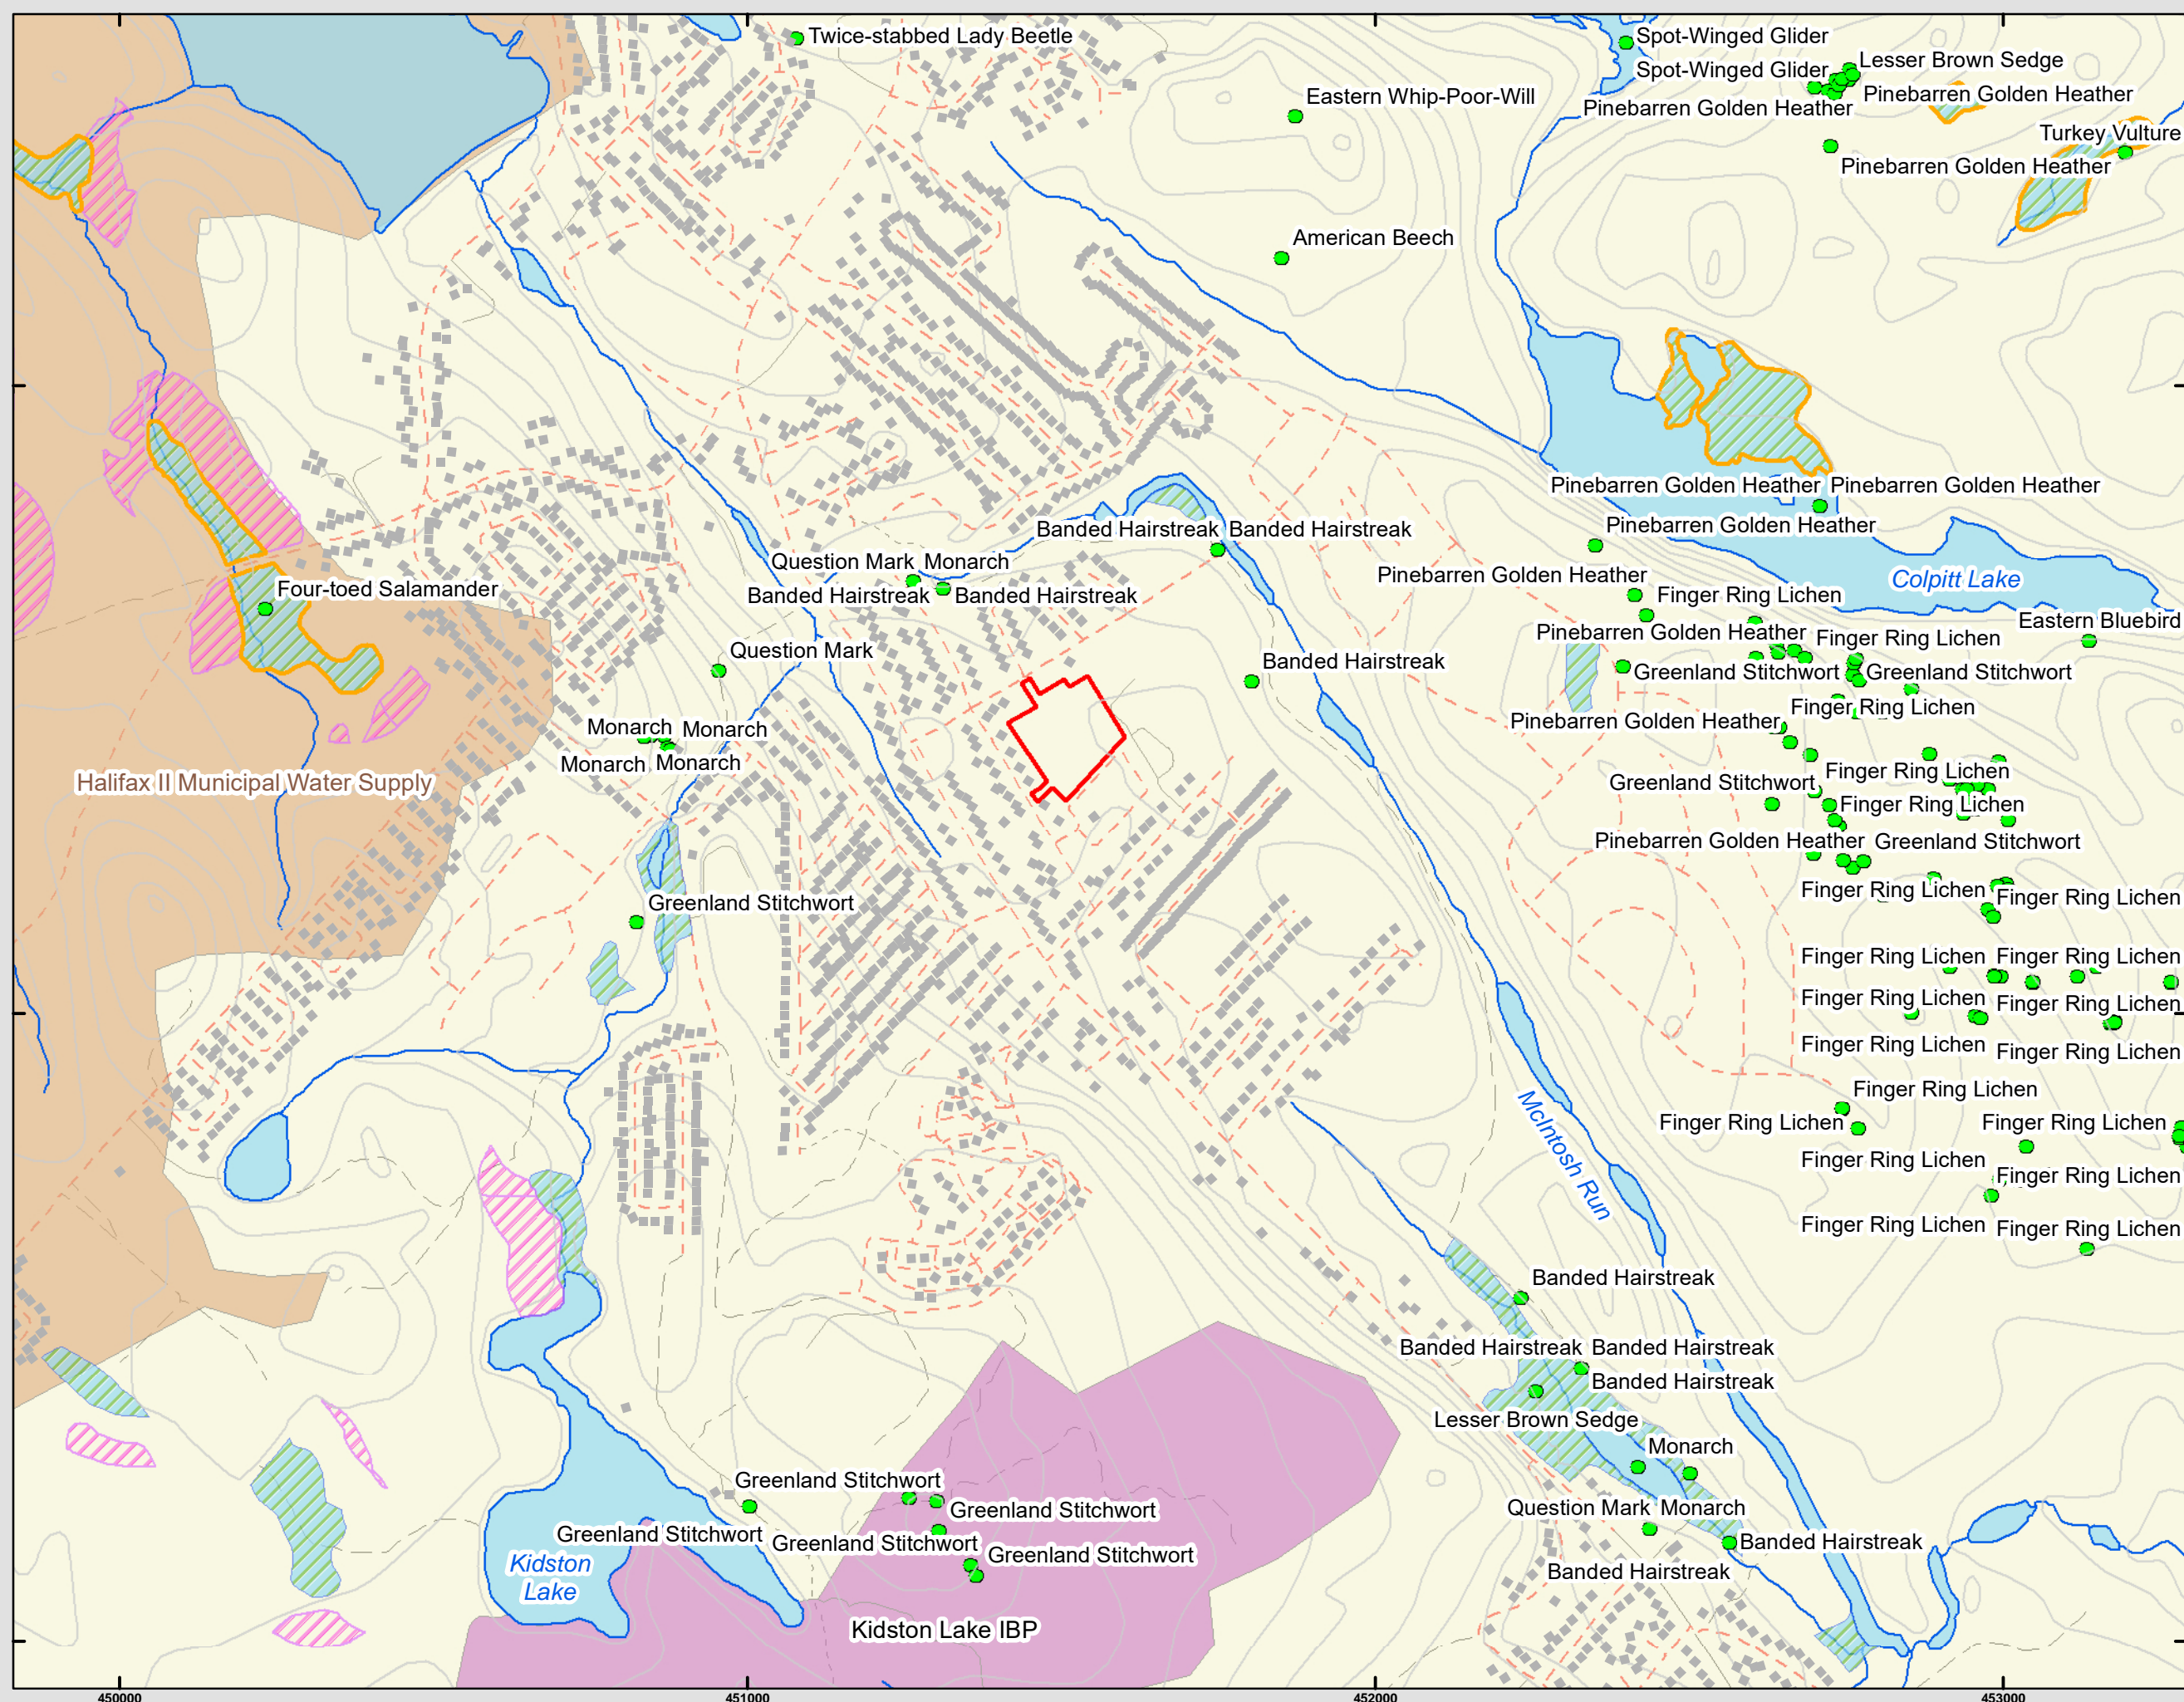 Twice-stabbed Lady Beetle
Spot-Winged Glider
Spot-Winged Glider
Lesser Brown Sedge
Eastern Whip-Poor-Will
Pinebarren Golden Heather
Pinebarren Golden Heather
Turkey Vulture
Pinebarren Golden Heather
American Beech
Pinebarren Golden Heather
Pinebarren Golden Heather
Pinebarren Golden Heather
Banded Hairstreak
Banded Hairstreak
Question Mark
Monarch
Pinebarren Golden Heather
Colpitt Lake
Four-toed Salamander
Banded Hairstreak
Banded Hairstreak
Finger Ring Lichen
Eastern Bluebird
Pinebarren Golden Heather
Finger Ring Lichen
Question Mark
Banded Hairstreak
Greenland Stitchwort
Greenland Stitchwort
Finger Ring Lichen
Pinebarren Golden Heather
Monarch
Monarch
Monarch
Monarch
Halifax II Municipal Water Supply
Finger Ring Lichen
Greenland Stitchwort
Finger Ring Lichen
Pinebarren Golden Heather
Greenland Stitchwort
Finger Ring Lichen
Finger Ring Lichen
Greenland Stitchwort
Finger Ring Lichen
Finger Ring Lichen
Finger Ring Lichen
Finger Ring Lichen
Finger Ring Lichen
Finger Ring Lichen
Finger Ring Lichen
McIntosh Run
Finger Ring Lichen
Finger Ring Lichen
Finger Ring Lichen
Finger Ring Lichen
Finger Ring Lichen
Finger Ring Lichen
Banded Hairstreak
Banded Hairstreak
Banded Hairstreak
Banded Hairstreak
Lesser Brown Sedge
Monarch
Greenland Stitchwort
Greenland Stitchwort
Question Mark
Monarch
Greenland Stitchwort
Greenland Stitchwort
Greenland Stitchwort
Banded Hairstreak
Banded Hairstreak
Kidston
Lake
Kidston Lake IBP
450000
451000
452000
453000